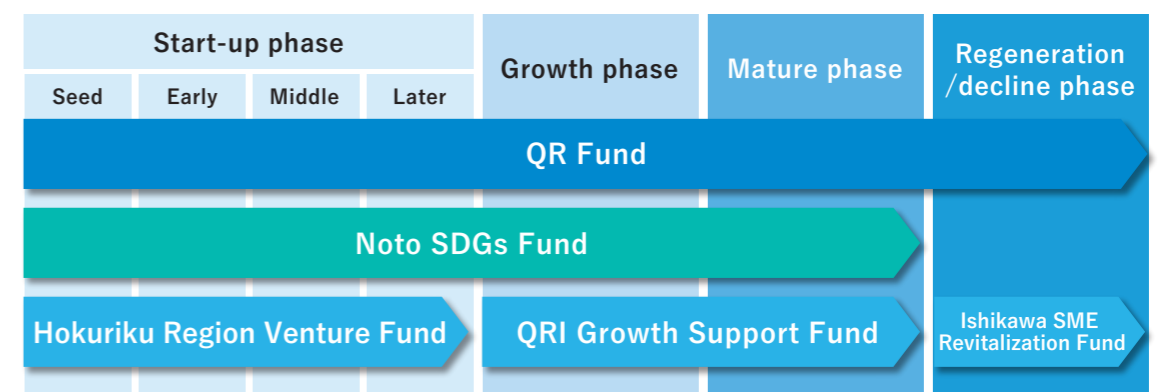 Start-up phase
Growth phase
Mature phase
Regeneration
/decline phase
Seed
Early
Middle
Later
QR Fund
Noto SDGs Fund
Hokuriku Region Venture Fund
QRI Growth Support Fund
Ishikawa SME
Revitalization Fund